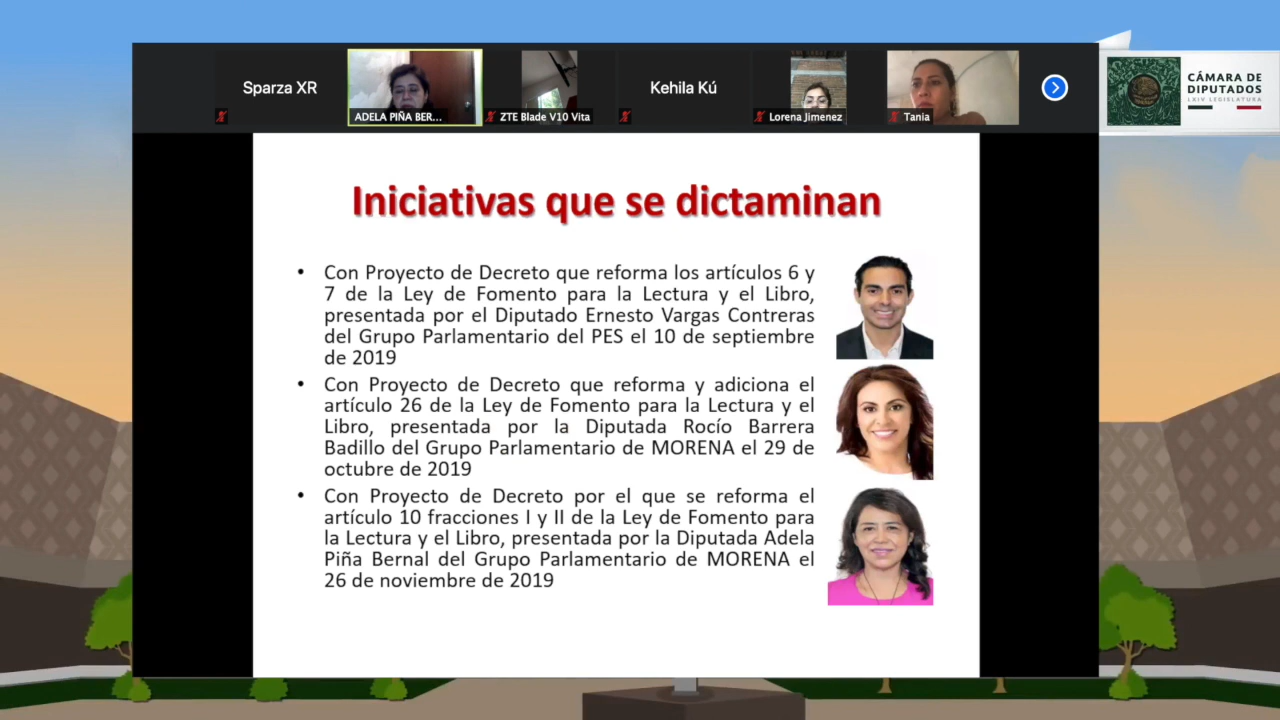 Sparza XR
ADELA PIÑA BER...
ZTE Blade V10 Vita
Kehila Kú
Lorena Jimenez
Tania
CÁMARA DE
DIPUTADOS
LXIV LEGISLATURA
Iniciativas que se dictaminan
• Con Proyecto de Decreto que reforma los artículos 6 y
7 de la Ley de Fomento para la Lectura y el Libro,
presentada por el Diputado Ernesto Vargas Contreras
del Grupo Parlamentario del PES el 10 de septiembre
de 2019
• Con Proyecto de Decreto que reforma y adiciona el
artículo 26 de la Ley de Fomento para la Lectura y el
Libro, presentada por la Diputada Rocío Barrera
Badillo del Grupo Parlamentario de MORENA el 29 de
octubre de 2019
• Con Proyecto de Decreto por el que se reforma el
artículo 10 fracciones I y II de la Ley de Fomento para
la Lectura y el Libro, presentada por la Diputada Adela
Piña Bernal del Grupo Parlamentario de MORENA el
26 de noviembre de 2019